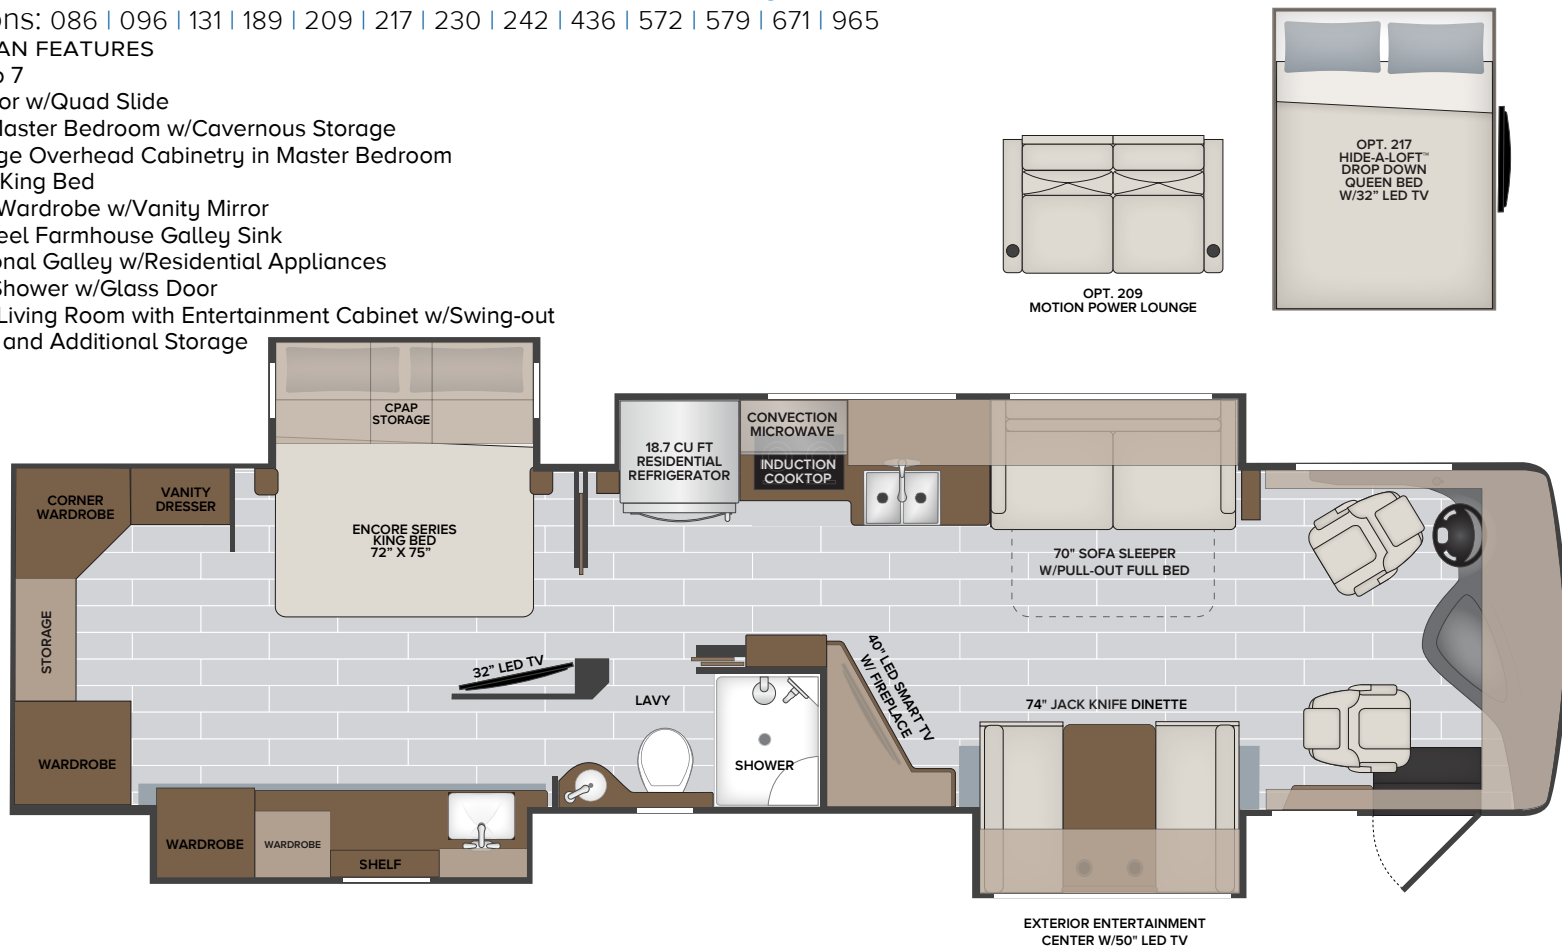 ons: 086 | 096 | 131 | 189 | 209 | 217 | 230 | 242 | 436 | 572 | 579 | 671 | 965
AN FEATURES
o 7
or w/Quad Slide
Master Bedroom w/Cavernous Storage
ge Overhead Cabinetry in Master Bedroom
King Bed
Wardrobe w/Vanity Mirror
eel Farmhouse Galley Sink
onal Galley w/Residential Appliances
Shower w/Glass Door
Living Room with Entertainment Cabinet w/Swing-out
and Additional Storage
OPT. 209
MOTION POWER LOUNGE
OPT. 217
HIDE-A-LOFT™
DROP DOWN
QUEEN BED
W/32” LED TV
CPAP
STORAGE
ENCORE SERIES
KING BED
72” X 75”
CORNER
WARDROBE
VANITY
DRESSER
STORAGE
WARDROBE
WARDROBE
WARDROBE
SHELF
32” LED TV
LAVY
SHOWER
18.7 CU FT
RESIDENTIAL
REFRIGERATOR
CONVECTION
MICROWAVE
INDUCTION
COOKTOP
70" SOFA SLEEPER
W/PULL-OUT FULL BED
40" LED SMART TV
W/ FIREPLACE
74" JACK KNIFE DINETTE
EXTERIOR ENTERTAINMENT
CENTER W/50" LED TV